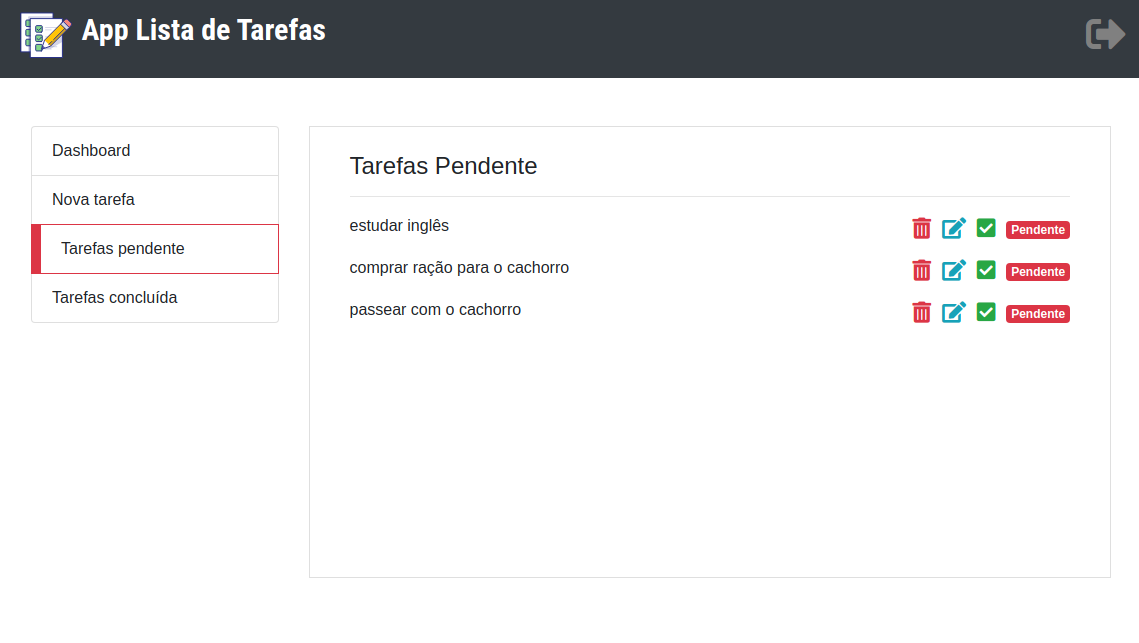 App Lista de Tarefas
Dashboard
Nova tarefa
Tarefas pendente
Tarefas concluída
Tarefas Pendente
estudar inglês Pendente
comprar ração para o cachorro Pendente
passear com o cachorro Pendente